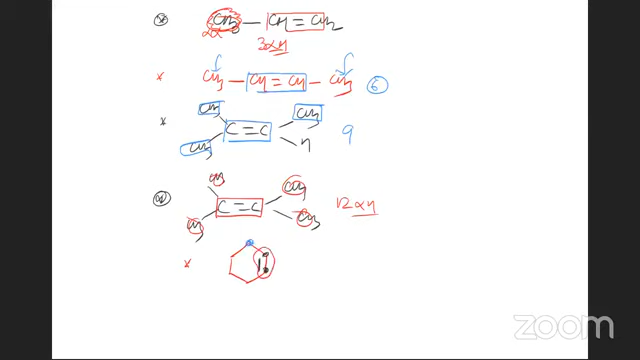 CH3 — CH = CH2
2α
3αH
* CH3 — CH = CH — CH3 6
* CH3 CH3
C = C 9
CH3 H
CH3 CH3
C = C 12αH
CH3 CH3
*
zoom